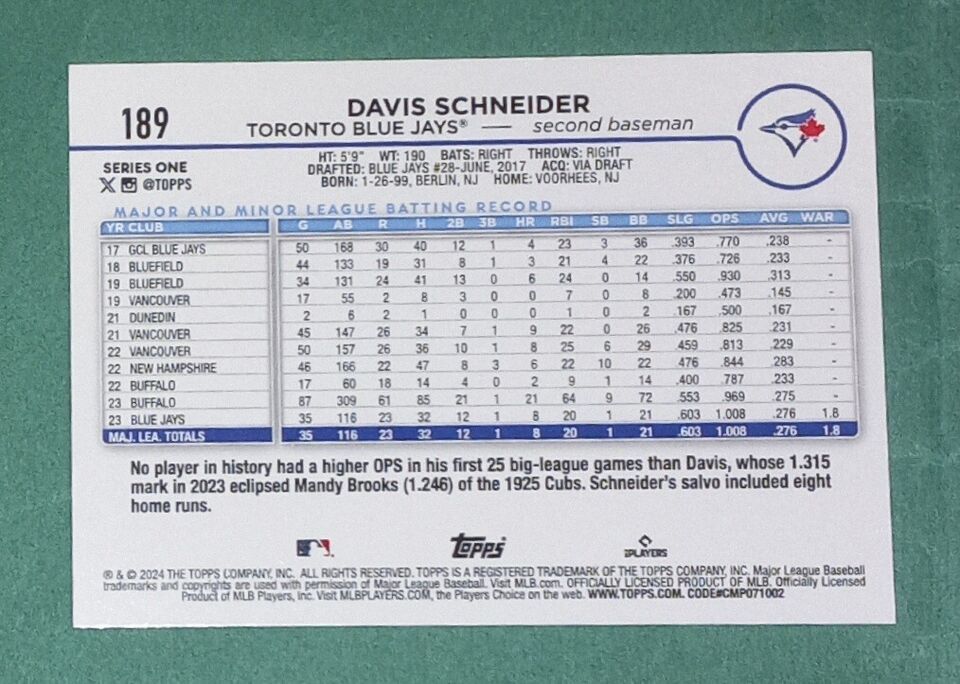 189
DAVIS SCHNEIDER
TORONTO BLUE JAYS® — second baseman
SERIES ONE
@TOPPS
HT: 5'9" WT: 190 BATS: RIGHT THROWS: RIGHT
DRAFTED: BLUE JAYS #28-JUNE, 2017 ACQ: VIA DRAFT
BORN: 1-26-99, BERLIN, NJ HOME: VOORHEES, NJ
MAJOR AND MINOR LEAGUE BATTING RECORD
YR CLUB G AB R H 2B 3B HR RBI SB BB SLG OPS AVG WAR
17 GCL BLUE JAYS 50 168 30 40 12 1 4 23 3 36 .393 .770 .238 -
18 BLUEFIELD 44 133 19 31 8 1 3 21 4 22 .376 .726 .233 -
19 BLUEFIELD 34 131 24 41 13 0 6 24 0 14 .550 .930 .313 -
19 VANCOUVER 17 55 2 8 3 0 0 7 0 8 .200 .473 .145 -
21 DUNEDIN 2 6 2 1 0 0 0 1 0 2 .167 .500 .167 -
21 VANCOUVER 45 147 26 34 7 1 9 22 0 26 .476 .825 .231 -
22 VANCOUVER 50 157 26 36 10 1 8 25 6 29 .459 .813 .229 -
22 NEW HAMPSHIRE 46 166 22 47 8 3 6 22 10 22 .476 .844 .283 -
22 BUFFALO 17 60 18 14 4 0 2 9 1 14 .400 .787 .233 -
23 BUFFALO 87 309 61 85 21 1 21 64 9 72 .553 .969 .275 -
23 BLUE JAYS 35 116 23 32 12 1 8 20 1 21 .603 1.008 .276 1.8
MAJ. LEA. TOTALS 35 116 23 32 12 1 8 20 1 21 .603 1.008 .276 1.8
No player in history had a higher OPS in his first 25 big-league games than Davis, whose 1.315
mark in 2023 eclipsed Mandy Brooks (1.246) of the 1925 Cubs. Schneider's salvo included eight
home runs.
topps
PLAYERS
® & © 2024 THE TOPPS COMPANY, INC. ALL RIGHTS RESERVED. TOPPS IS A REGISTERED TRADEMARK OF THE TOPPS COMPANY, INC. Major League Baseball
trademarks and copyrights are used with permission of Major League Baseball. Visit MLB.com. OFFICIALLY LICENSED PRODUCT OF MLB. Officially Licensed
Product of MLB Players, Inc. Visit MLBPLAYERS.COM, the Players Choice on the web. WWW.TOPPS.COM. CODE#CMP071002